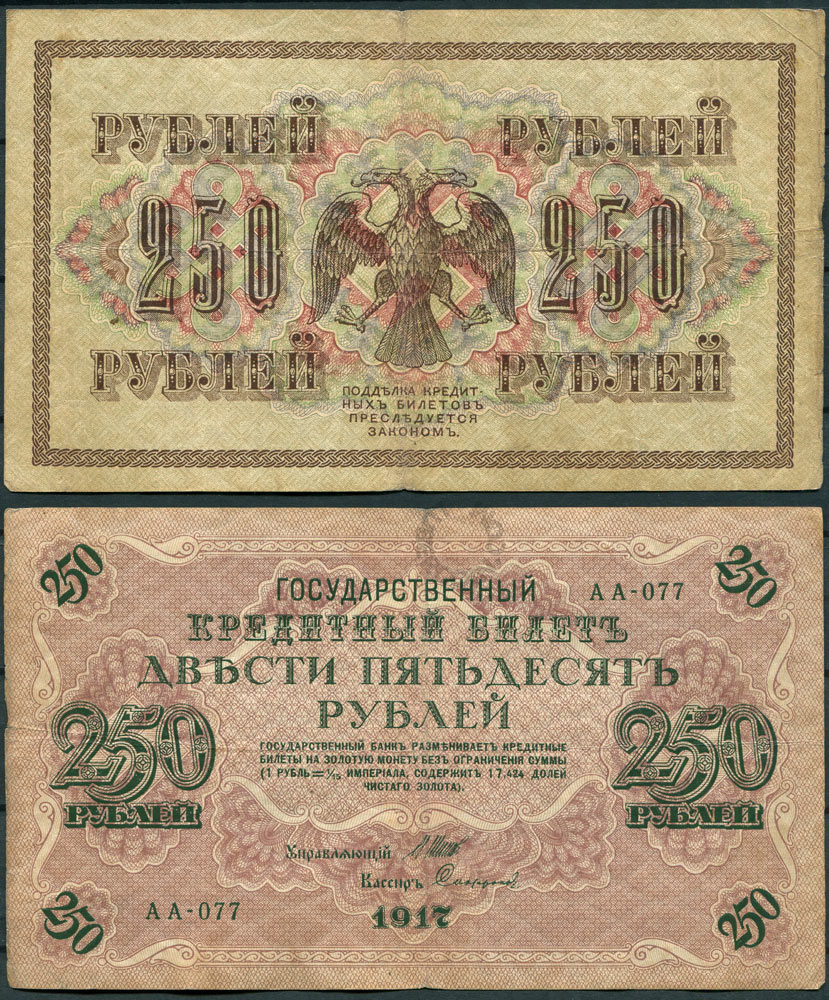 РУБЛЕЙ РУБЛЕЙ
250 250
РУБЛЕЙ РУБЛЕЙ
ПОДДѢЛКА КРЕДИТ-
НЫХЪ БИЛЕТОВЪ
ПРЕСЛѢДУЕТСЯ
ЗАКОНОМЪ.
250 250
ГОСУДАРСТВЕННЫЙ АА-077
КРЕДИТНЫЙ БИЛЕТЪ
ДВѢСТИ ПЯТЬДЕСЯТЪ
РУБЛЕЙ
250 250
РУБЛЕЙ РУБЛЕЙ
ГОСУДАРСТВЕННЫЙ БАНКЪ РАЗМѢНИВАЕТЪ КРЕДИТНЫЕ
БИЛЕТЫ НА ЗОЛОТУЮ МОНЕТУ БЕЗЪ ОГРАНИЧЕНІЯ СУММЫ
(1 РУБЛЬ = 1/15 ИМПЕРІАЛА, СОДЕРЖИТЪ 17,424 ДОЛЕЙ
ЧИСТАГО ЗОЛОТА).
Управляющій
Кассиръ
АА-077
1917
250 250